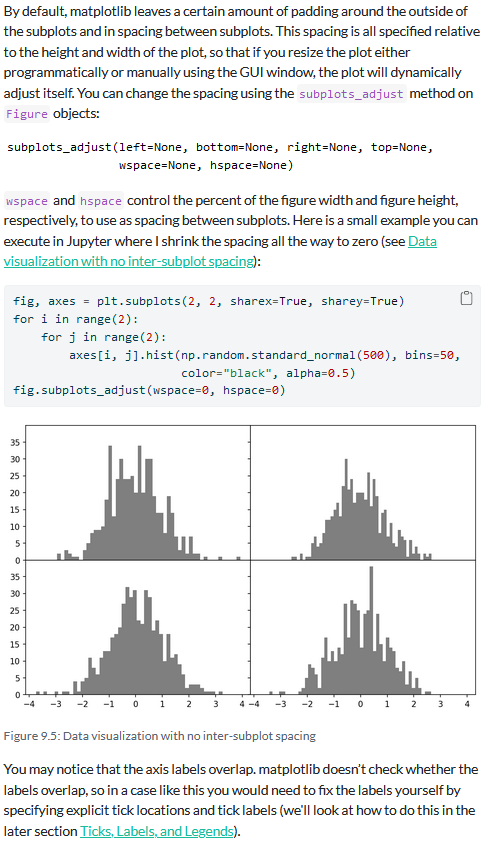 By default, matplotlib leaves a certain amount of padding around the outside of
the subplots and in spacing between subplots. This spacing is all specified relative
to the height and width of the plot, so that if you resize the plot either
programmatically or manually using the GUI window, the plot will dynamically
adjust itself. You can change the spacing using the subplots_adjust method on
Figure objects:
subplots_adjust(left=None, bottom=None, right=None, top=None,
                wspace=None, hspace=None)
wspace and hspace control the percent of the figure width and figure height,
respectively, to use as spacing between subplots. Here is a small example you can
execute in Jupyter where I shrink the spacing all the way to zero (see Data
visualization with no inter-subplot spacing):
fig, axes = plt.subplots(2, 2, sharex=True, sharey=True)
for i in range(2):
    for j in range(2):
        axes[i, j].hist(np.random.standard_normal(500), bins=50,
                        color="black", alpha=0.5)
fig.subplots_adjust(wspace=0, hspace=0)
35
30
25
20
15
10
5
0
35
30
25
20
15
10
5
0
−4 −3 −2 −1 0 1 2 3 4 −4 −3 −2 −1 0 1 2 3 4
Figure 9.5: Data visualization with no inter-subplot spacing
You may notice that the axis labels overlap. matplotlib doesn't check whether the
labels overlap, so in a case like this you would need to fix the labels yourself by
specifying explicit tick locations and tick labels (we'll look at how to do this in the
later section Ticks, Labels, and Legends).